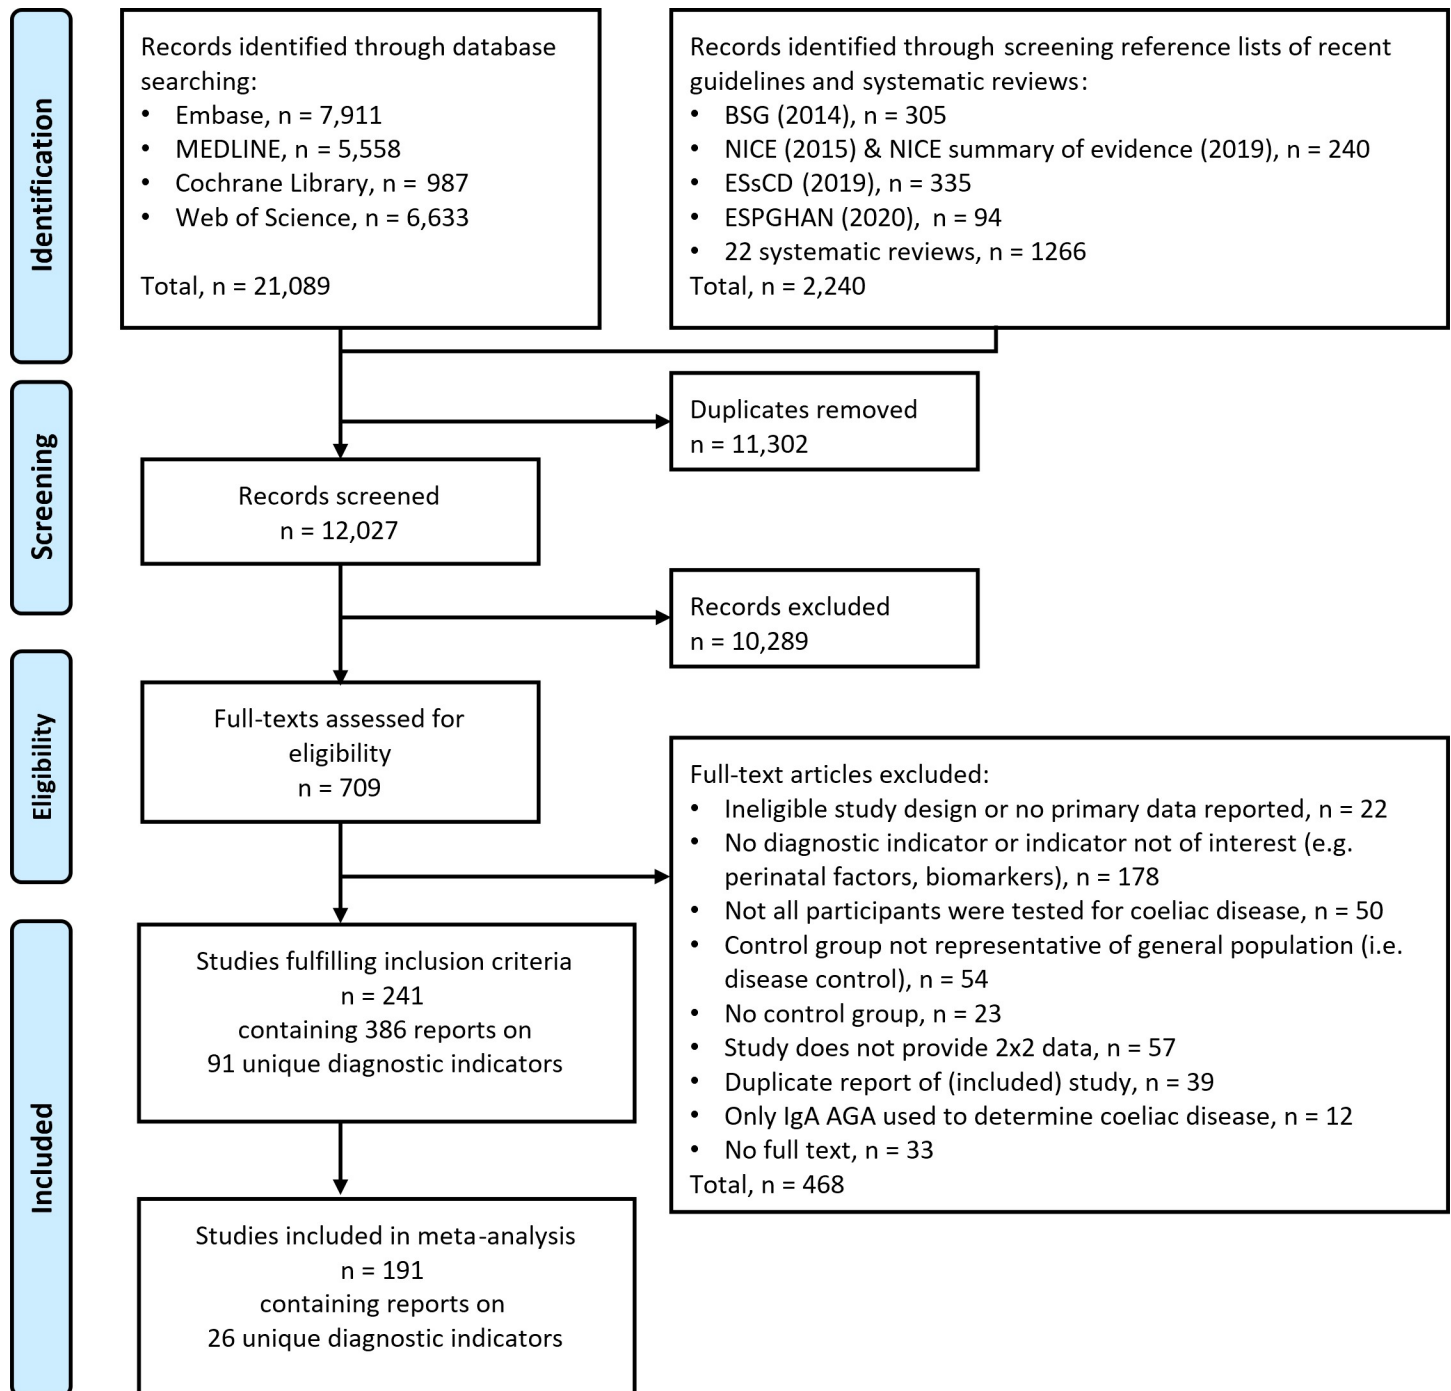 Identification
Records identified through database
searching:
• Embase, n = 7,911
• MEDLINE, n = 5,558
• Cochrane Library, n = 987
• Web of Science, n = 6,633
Total, n = 21,089
Records identified through screening reference lists of recent
guidelines and systematic reviews:
• BSG (2014), n = 305
• NICE (2015) & NICE summary of evidence (2019), n = 240
• ESsCD (2019), n = 335
• ESPGHAN (2020), n = 94
• 22 systematic reviews, n = 1266
Total, n = 2,240
Screening
Duplicates removed
n = 11,302
Records screened
n = 12,027
Records excluded
n = 10,289
Eligibility
Full-texts assessed for
eligibility
n = 709
Full-text articles excluded:
• Ineligible study design or no primary data reported, n = 22
• No diagnostic indicator or indicator not of interest (e.g.
perinatal factors, biomarkers), n = 178
• Not all participants were tested for coeliac disease, n = 50
• Control group not representative of general population (i.e.
disease control), n = 54
• No control group, n = 23
• Study does not provide 2x2 data, n = 57
• Duplicate report of (included) study, n = 39
• Only IgA AGA used to determine coeliac disease, n = 12
• No full text, n = 33
Total, n = 468
Included
Studies fulfilling inclusion criteria
n = 241
containing 386 reports on
91 unique diagnostic indicators
Studies included in meta-analysis
n = 191
containing reports on
26 unique diagnostic indicators